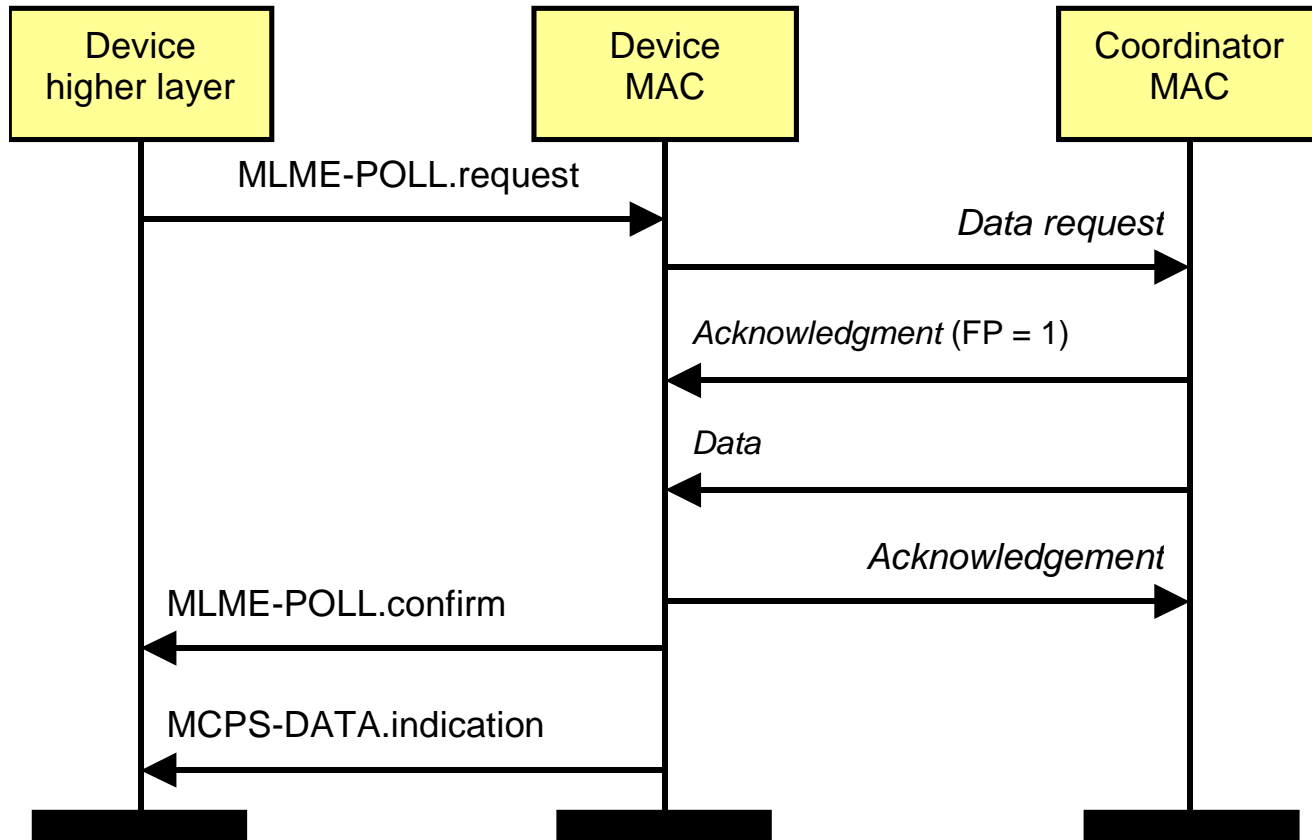 Device
higher layer
Device
MAC
Coordinator
MAC
MLME-POLL.request
Data request
Acknowledgment (FP = 1)
Data
Acknowledgement
MLME-POLL.confirm
MCPS-DATA.indication